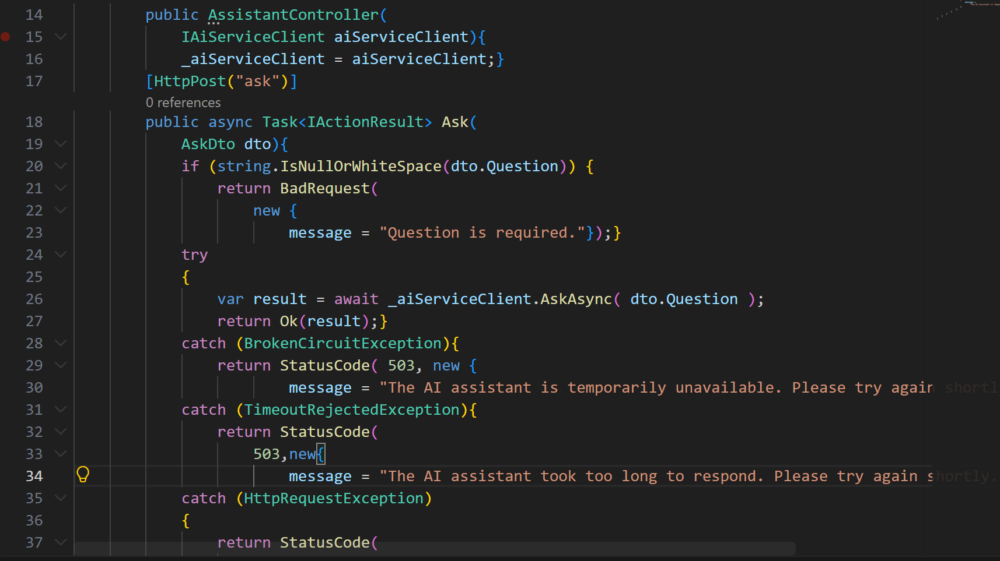 14 public AssistantController(
15 IAiServiceClient aiServiceClient){
16 _aiServiceClient = aiServiceClient;}
17 [HttpPost("ask")]
0 references
18 public async Task<IActionResult> Ask(
19 AskDto dto){
20 if (string.IsNullOrWhiteSpace(dto.Question)) {
21 return BadRequest(
22 new {
23 message = "Question is required."});}
24 try
25 {
26 var result = await _aiServiceClient.AskAsync( dto.Question );
27 return Ok(result);}
28 catch (BrokenCircuitException){
29 return StatusCode( 503, new {
30 message = "The AI assistant is temporarily unavailable. Please try again shortl
31 catch (TimeoutRejectedException){
32 return StatusCode(
33 503,new{
34 message = "The AI assistant took too long to respond. Please try again shortly.
35 catch (HttpRequestException)
36 {
37 return StatusCode(